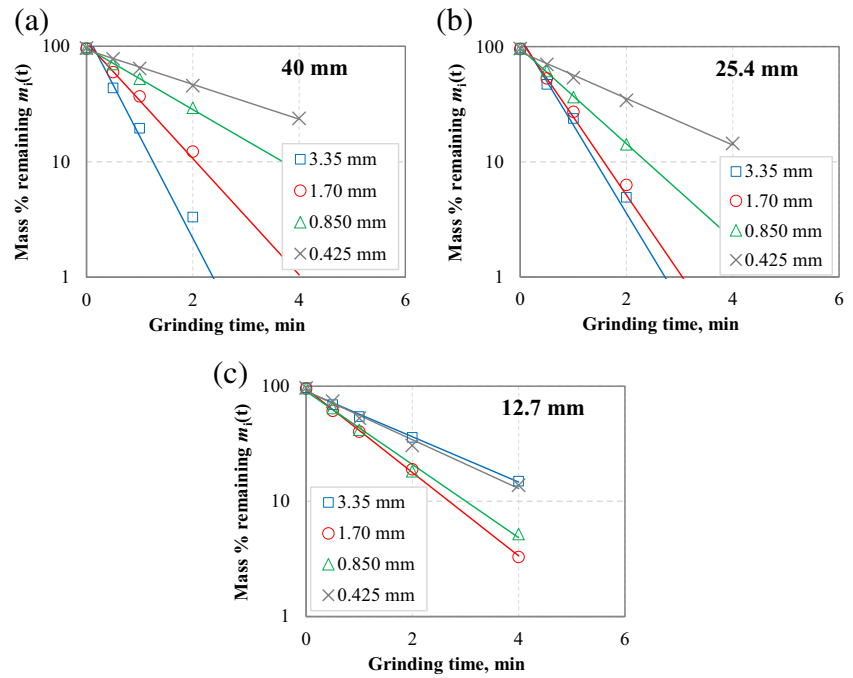 (a)
40 mm
Mass % remaining mᵢ(t)
100
10
1
3.35 mm
1.70 mm
0.850 mm
0.425 mm
0 2 4 6
Grinding time, min
(b)
25.4 mm
Mass % remaining mᵢ(t)
100
10
1
3.35 mm
1.70 mm
0.850 mm
0.425 mm
0 2 4 6
Grinding time, min
(c)
12.7 mm
Mass % remaining mᵢ(t)
100
10
1
3.35 mm
1.70 mm
0.850 mm
0.425 mm
0 2 4 6
Grinding time, min